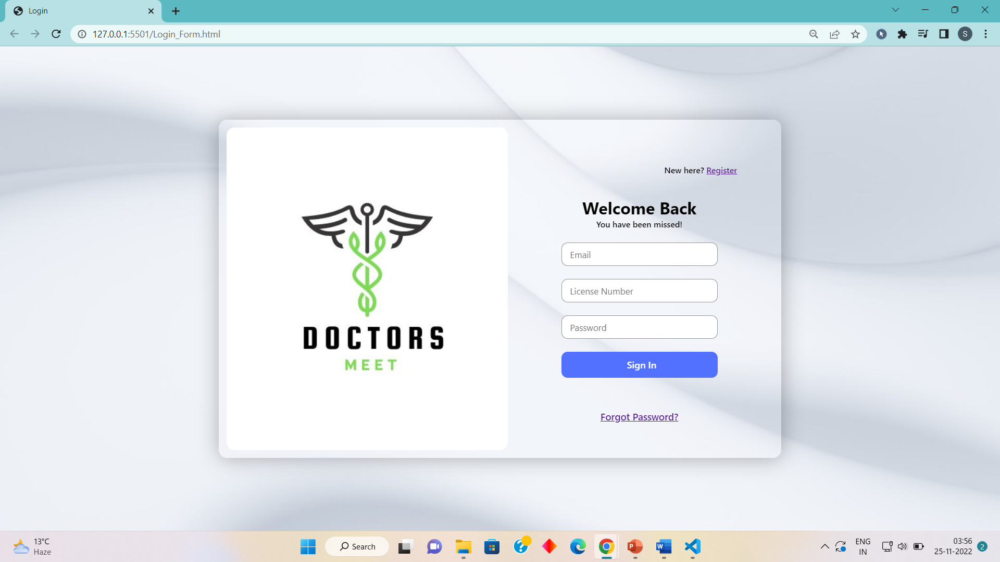 Login
127.0.0.1:5501/Login_Form.html
S
New here? Register
Welcome Back
You have been missed!
Email
License Number
Password
Sign In
Forgot Password?
DOCTORS
MEET
13°C
Haze
Search
ENG
IN
03:56
25-11-2022
2